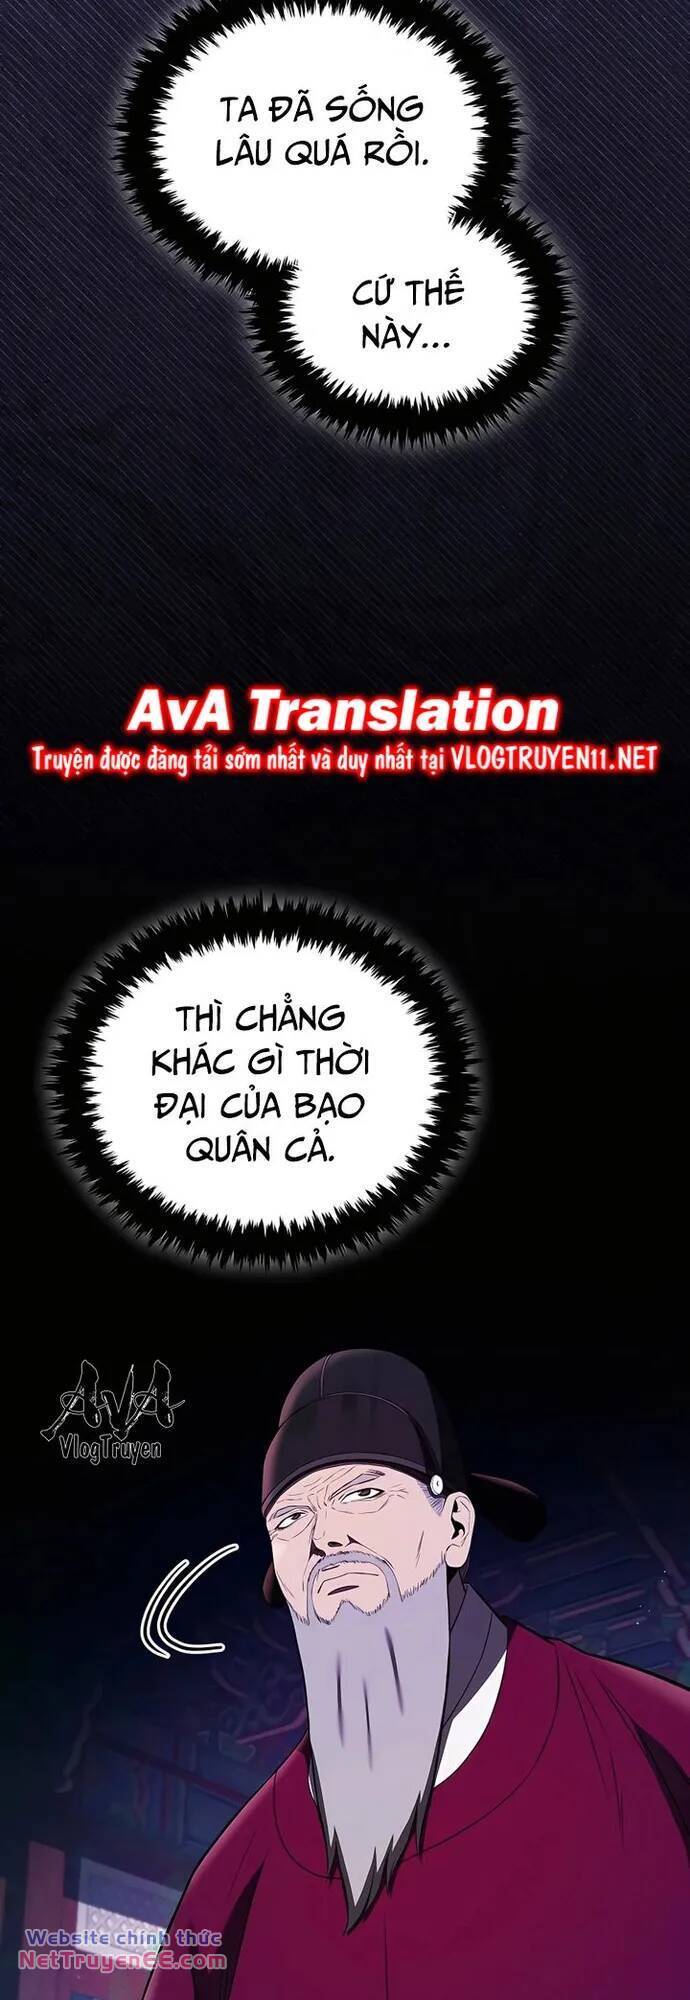 TA ĐÃ SỐNG
LÂU QUÁ RỒI.
CỨ THẾ
NÀY...
AvA Translation
Truyện được đăng tải sớm nhất và duy nhất tại VLOGTRUYEN11.NET
THÌ CHẲNG
KHÁC GÌ THỜI
ĐẠI CỦA BẠO
QUÂN CẢ.
AvA
VlogTruyen
Website chính thức
NetTruyenEE.com